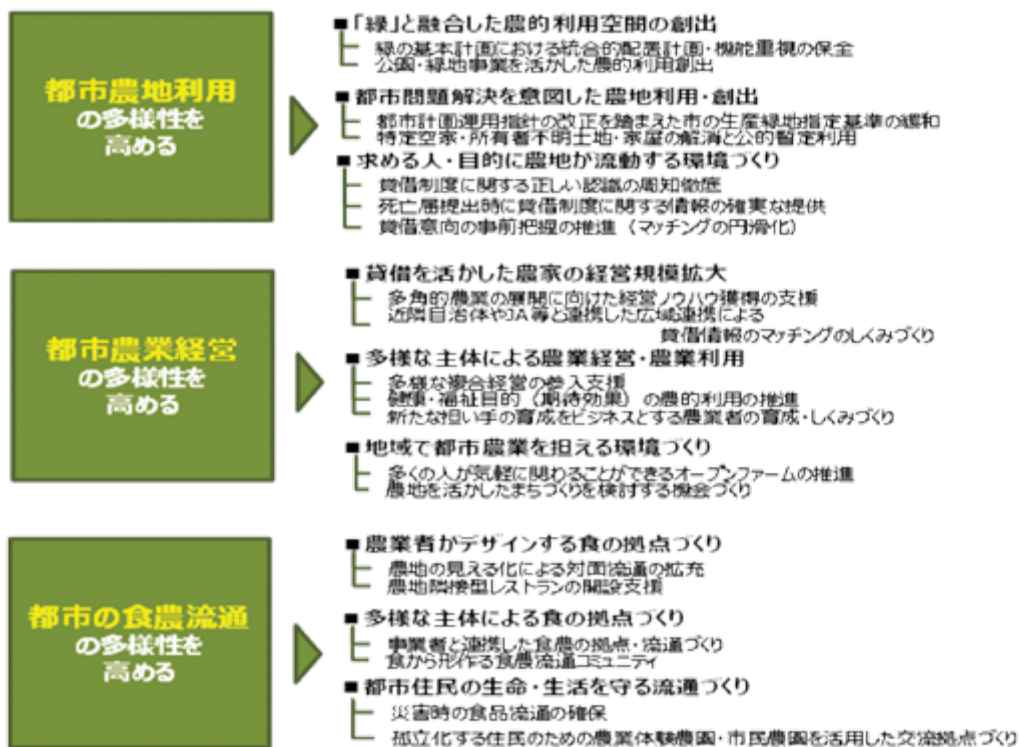 都市農地利用
の多様性を
高める
■「緑」と融合した農的利用空間の創出
緑の基本計画における統合的配置計画・機能重視の保全
公園・緑地事業を活かした農的利用創出
■都市問題解決を意図した農地利用・創出
都市計画運用指針の改正を踏まえた市の生産緑地指定基準の緩和
特定空家・所有者不明土地・家屋の解消と公的暫定利用
■求める人・目的に農地が流動する環境づくり
貸借制度に関する正しい認識の周知徹底
死亡届提出時に貸借制度に関する情報の確実な提供
貸借意向の事前把握の推進（マッチングの円滑化）
都市農業経営
の多様性を
高める
■貸借を活かした農家の経営規模拡大
多角的農業の展開に向けた経営ノウハウ獲得の支援
近隣自治体やJA等と連携した広域連携による
貸借情報のマッチングのしくみづくり
■多様な主体による農業経営・農業利用
多様な複合経営の参入支援
健康・福祉目的（期待効果）の農的利用の推進
新たな担い手の育成をビジネスとする農業者の育成・しくみづくり
■地域で都市農業を担える環境づくり
多くの人が気軽に関わることができるオープンファームの推進
農地を活かしたまちづくりを検討する機会づくり
都市の食農流通
の多様性を
高める
■農業者がデザインする食の拠点づくり
農地の見える化による対面流通の拡充
農地隣接型レストランの開設支援
■多様な主体による食の拠点づくり
事業者と連携した食農の拠点・流通づくり
食から形作る食農流通コミュニティ
■都市住民の生命・生活を守る流通づくり
災害時の食品流通の確保
孤立化する住民のための農業体験農園・市民農園を活用した交流拠点づくり